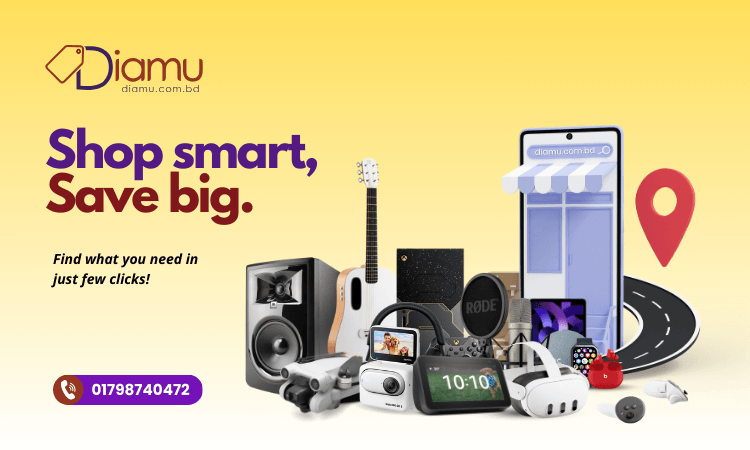 Diamu
diamu.com.bd
Shop smart,
Save big.
Find what you need in
just few clicks!
01798740472
diamu.com.bd
RØDE
10:10
b